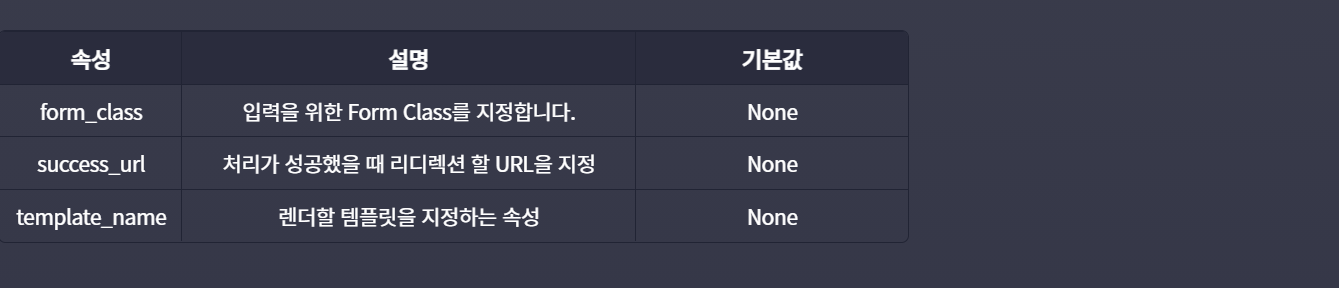 속성 설명 기본값
form_class 입력을 위한 Form Class를 지정합니다. None
success_url 처리가 성공했을 때 리디렉션 할 URL을 지정 None
template_name 렌더할 템플릿을 지정하는 속성 None